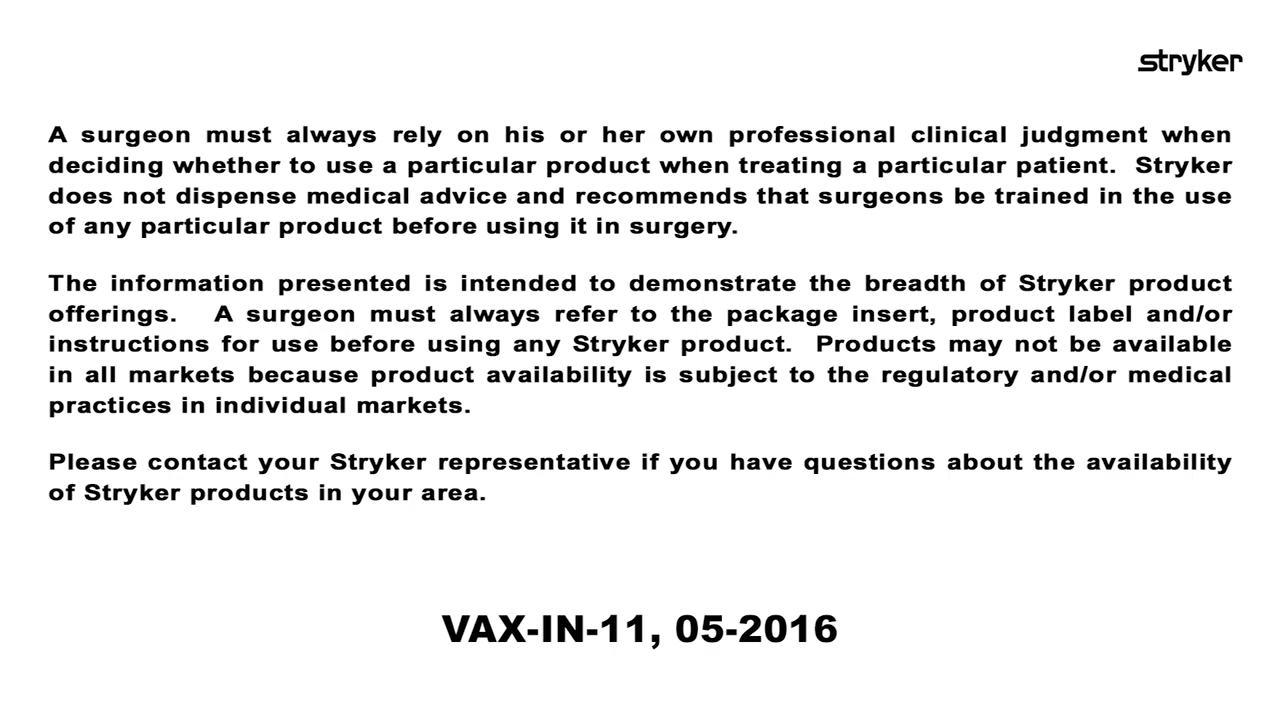 stryker
A surgeon must always rely on his or her own professional clinical judgment when
deciding whether to use a particular product when treating a particular patient. Stryker
does not dispense medical advice and recommends that surgeons be trained in the use
of any particular product before using it in surgery.
The information presented is intended to demonstrate the breadth of Stryker product
offerings. A surgeon must always refer to the package insert, product label and/or
instructions for use before using any Stryker product. Products may not be available
in all markets because product availability is subject to the regulatory and/or medical
practices in individual markets.
Please contact your Stryker representative if you have questions about the availability
of Stryker products in your area.
VAX-IN-11, 05-2016